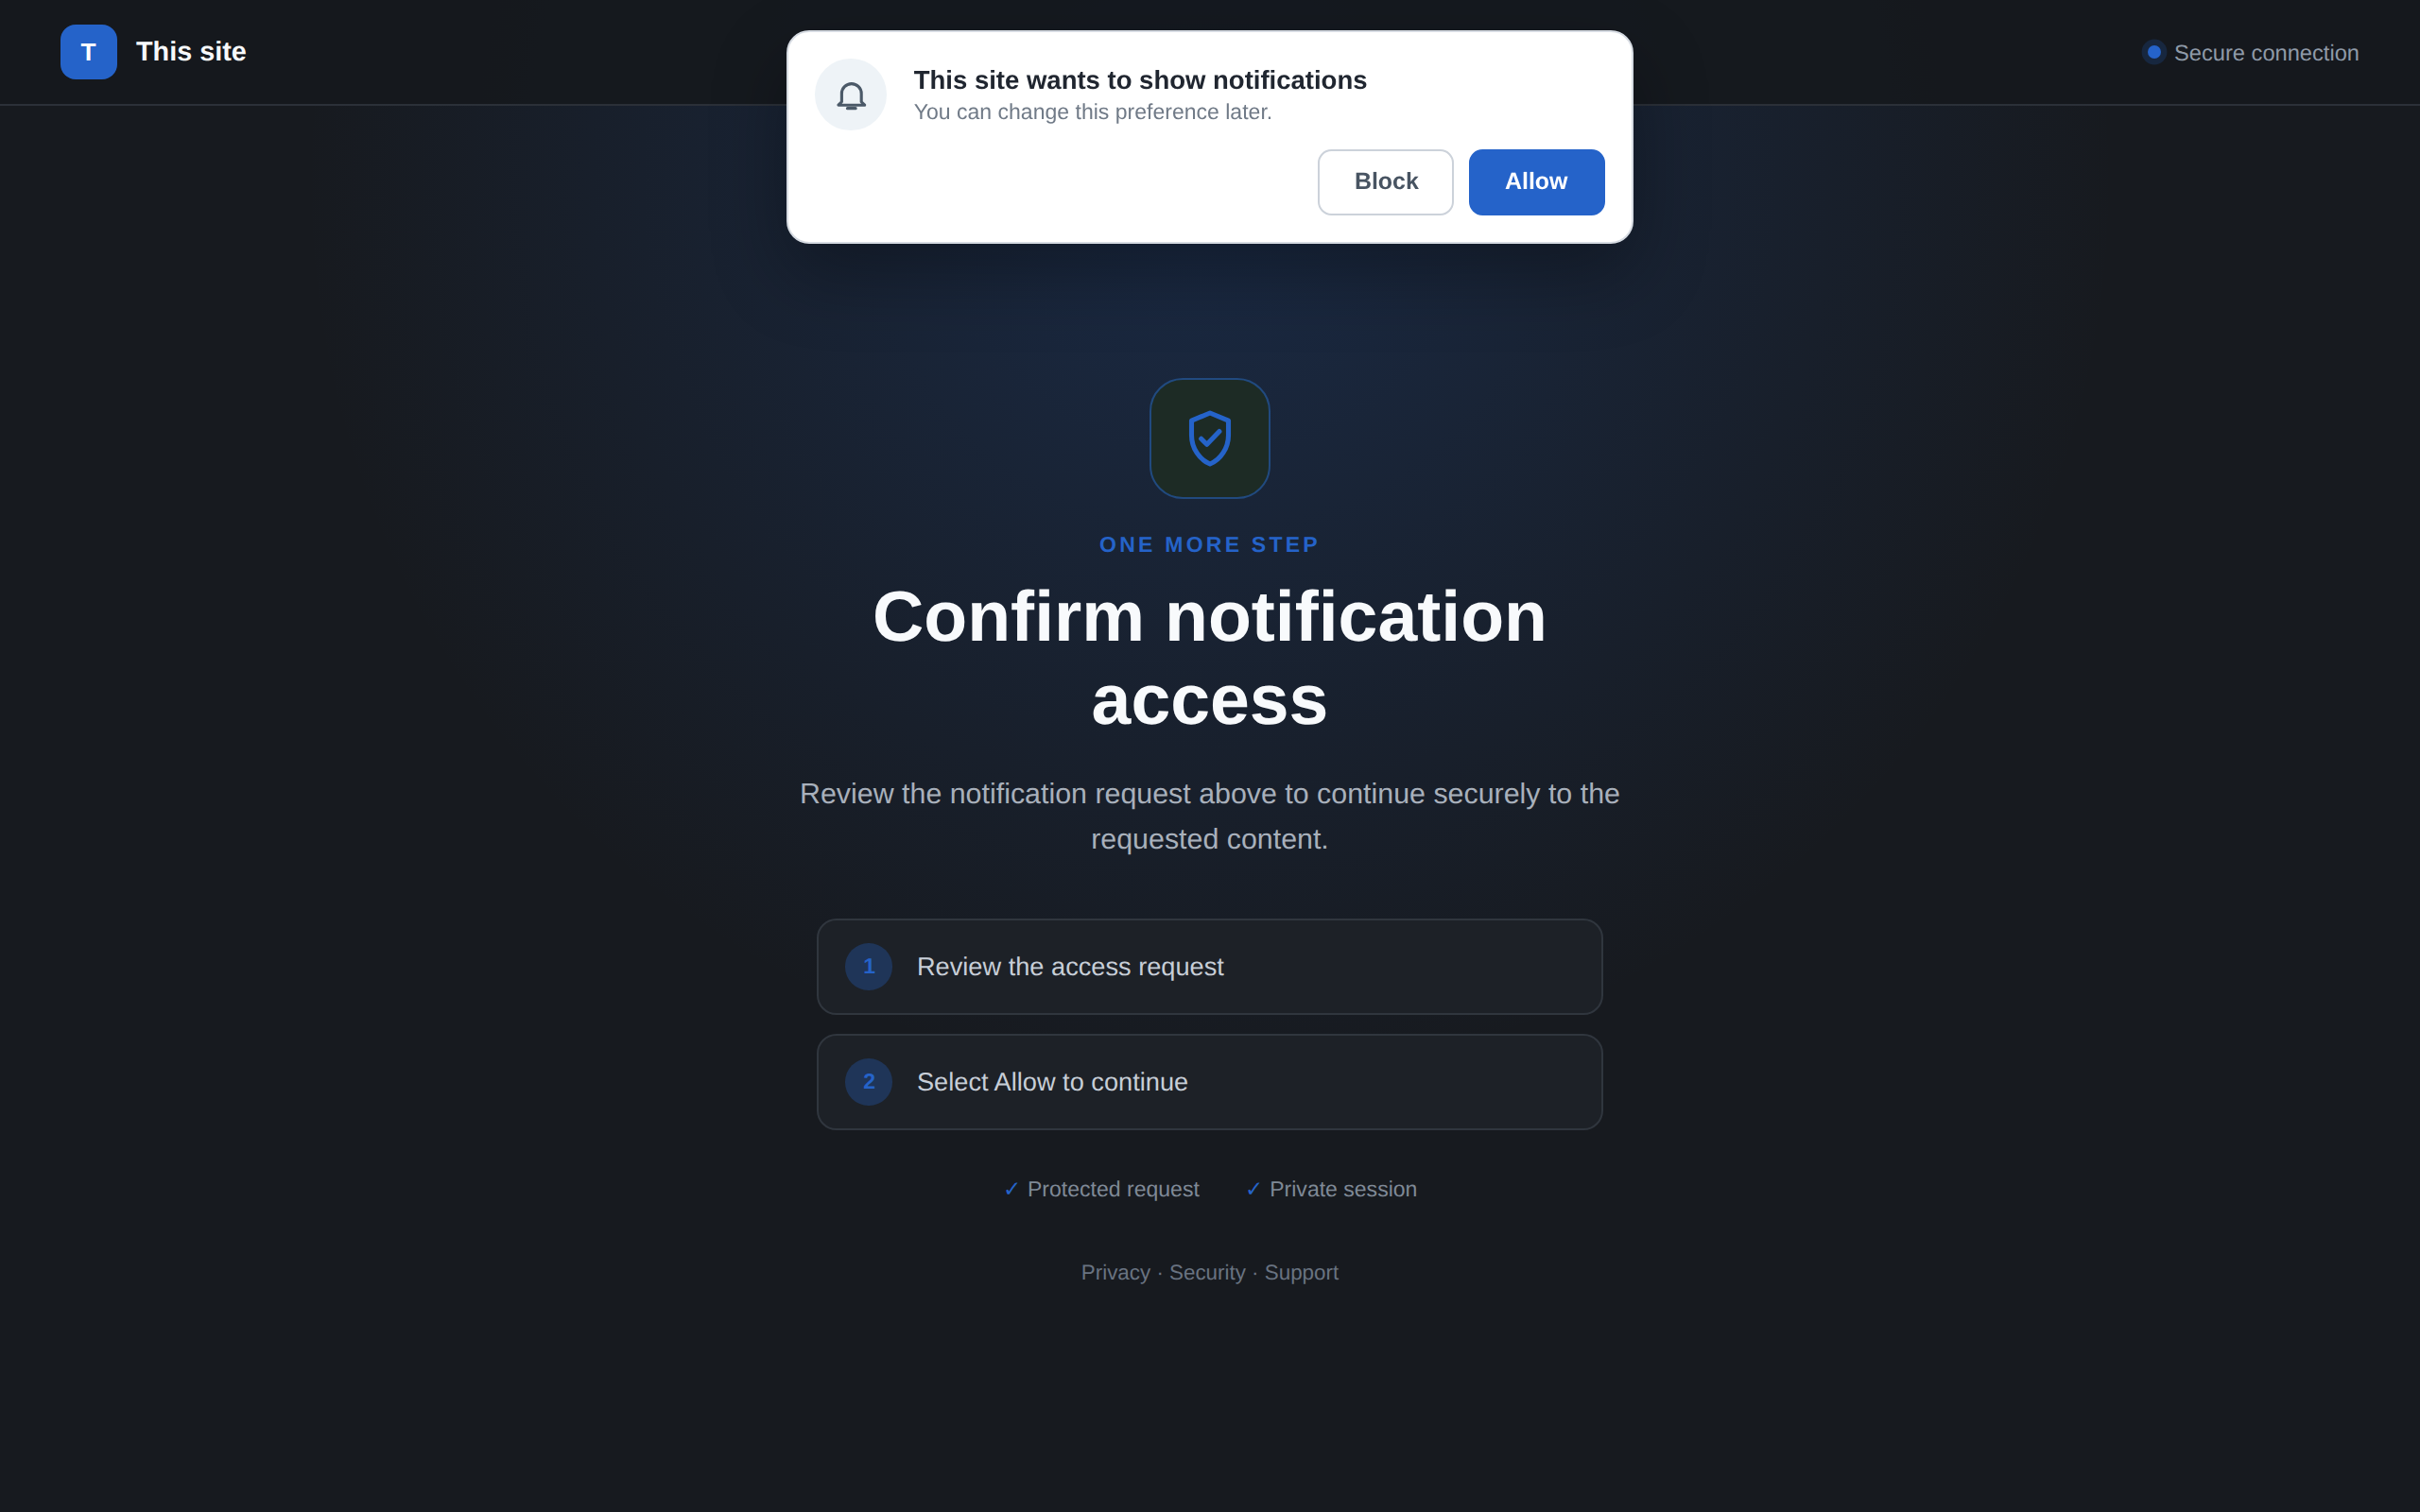 T
This site
Secure connection
This site wants to show notifications
You can change this preference later.
Block
Allow
ONE MORE STEP
Confirm notification
access
Review the notification request above to continue securely to the
requested content.
1
Review the access request
2
Select Allow to continue
✓ Protected request
✓ Private session
Privacy · Security · Support